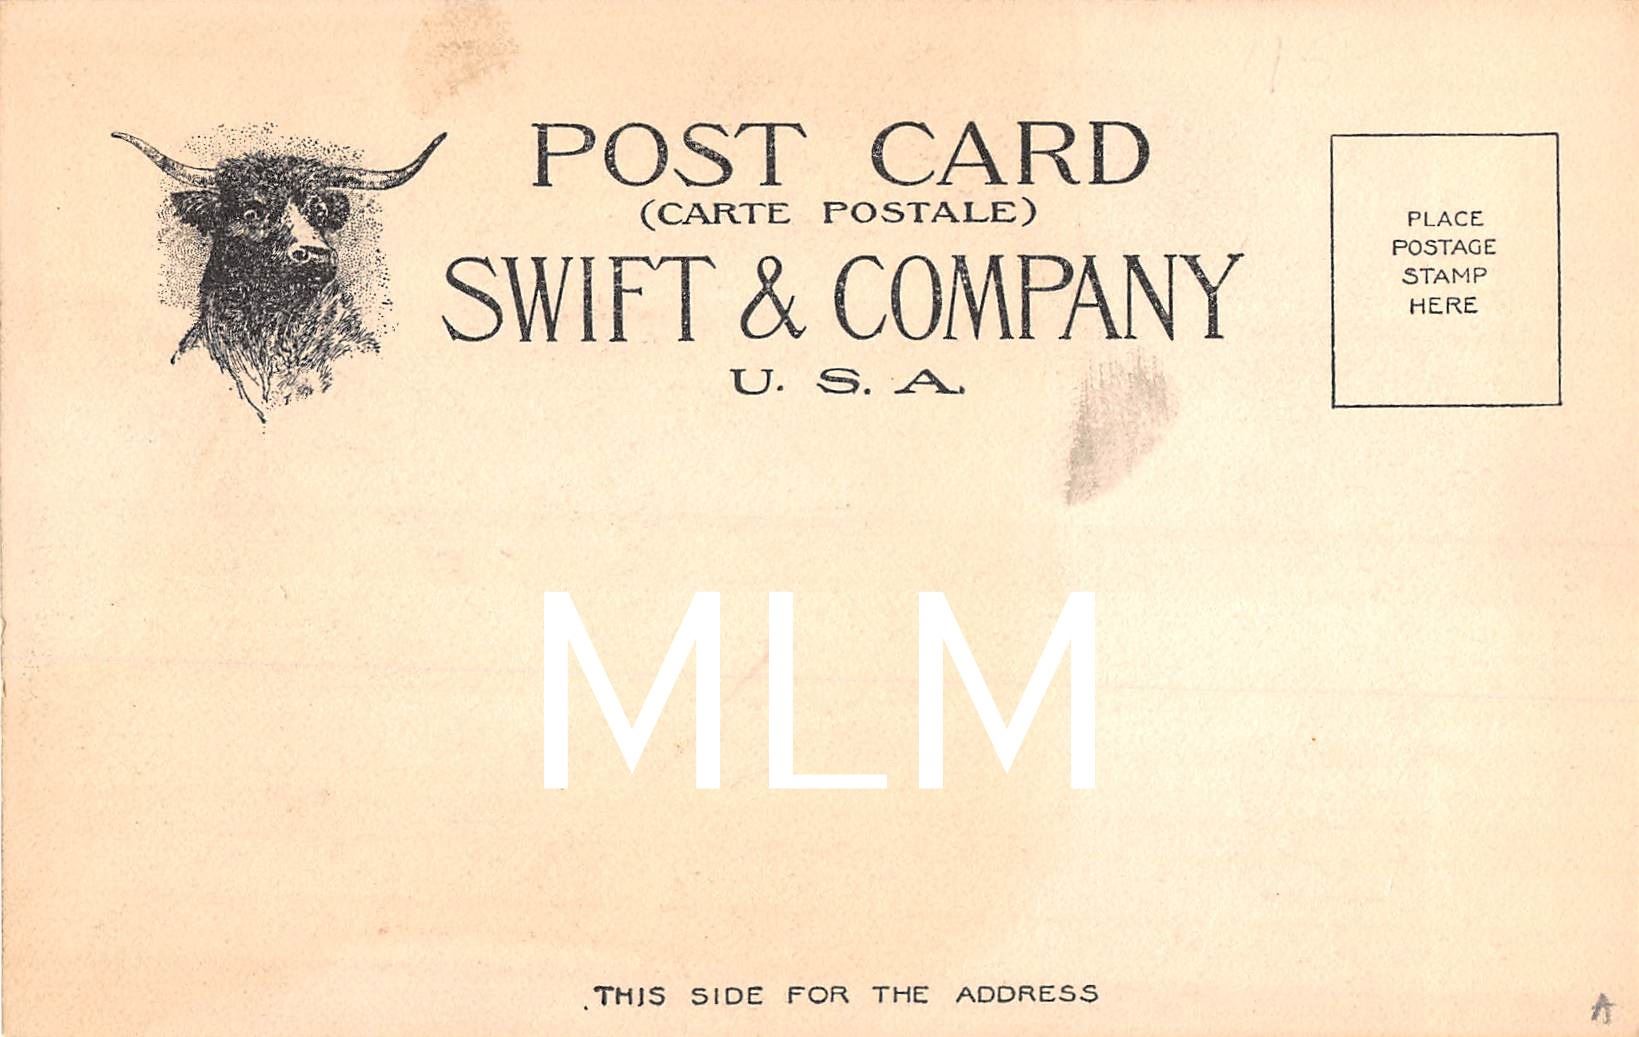 POST CARD
(CARTE POSTALE)
SWIFT & COMPANY
U. S. A.
PLACE
POSTAGE
STAMP
HERE
MLM
THIS SIDE FOR THE ADDRESS
A